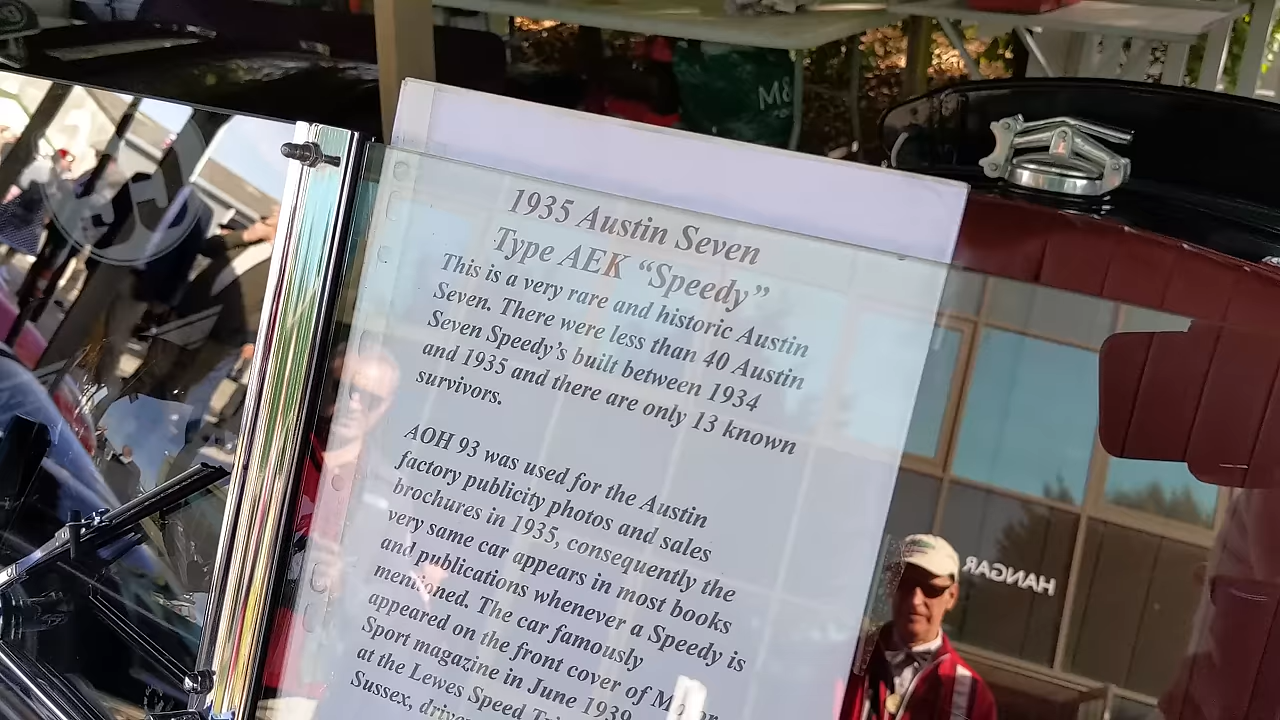 M&
1935 Austin Seven
Type AEK “Speedy”
This is a very rare and historic Austin
Seven. There were less than 40 Austin
Seven Speedy’s built between 1934
and 1935 and there are only 13 known
survivors.
AOH 93 was used for the Austin
factory publicity photos and sales
brochures in 1935, consequently the
very same car appears in most books
and publications whenever a Speedy is
mentioned. The car famously
appeared on the front cover of
Sport magazine in June 1939
at the Lewes Speed
Sussex,
HANGAR